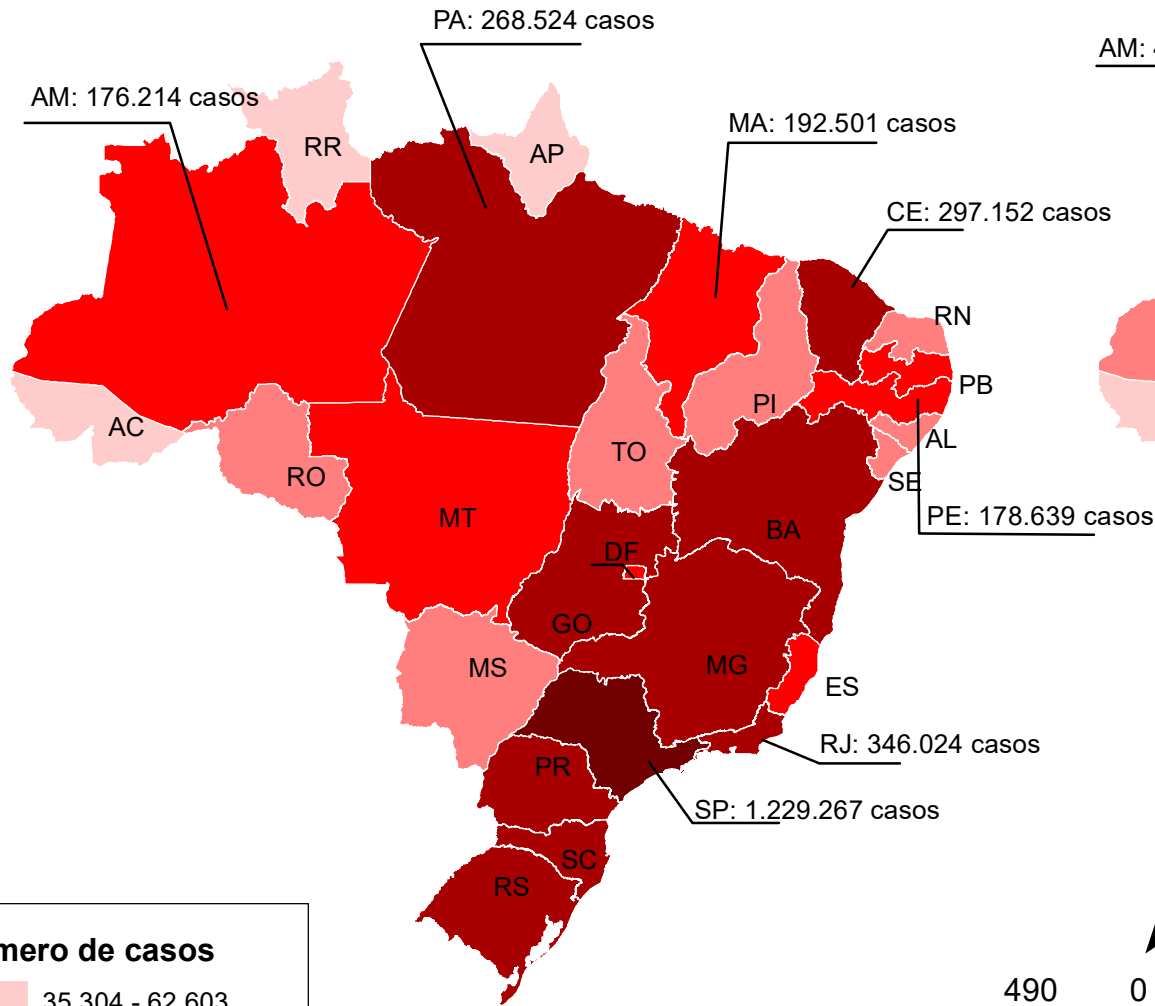 PA: 268.524 casos
AM:
AM: 176.214 casos
MA: 192.501 casos
RR
AP
CE: 297.152 casos
RN
PB
PI
AC
AL
TO
RO
SE
MT
PE: 178.639 casos
BA
DF
GO
MS
MG
ES
RJ: 346.024 casos
PR
SP: 1.229.267 casos
SC
RS
mero de casos
35.304 - 62.603
490 0